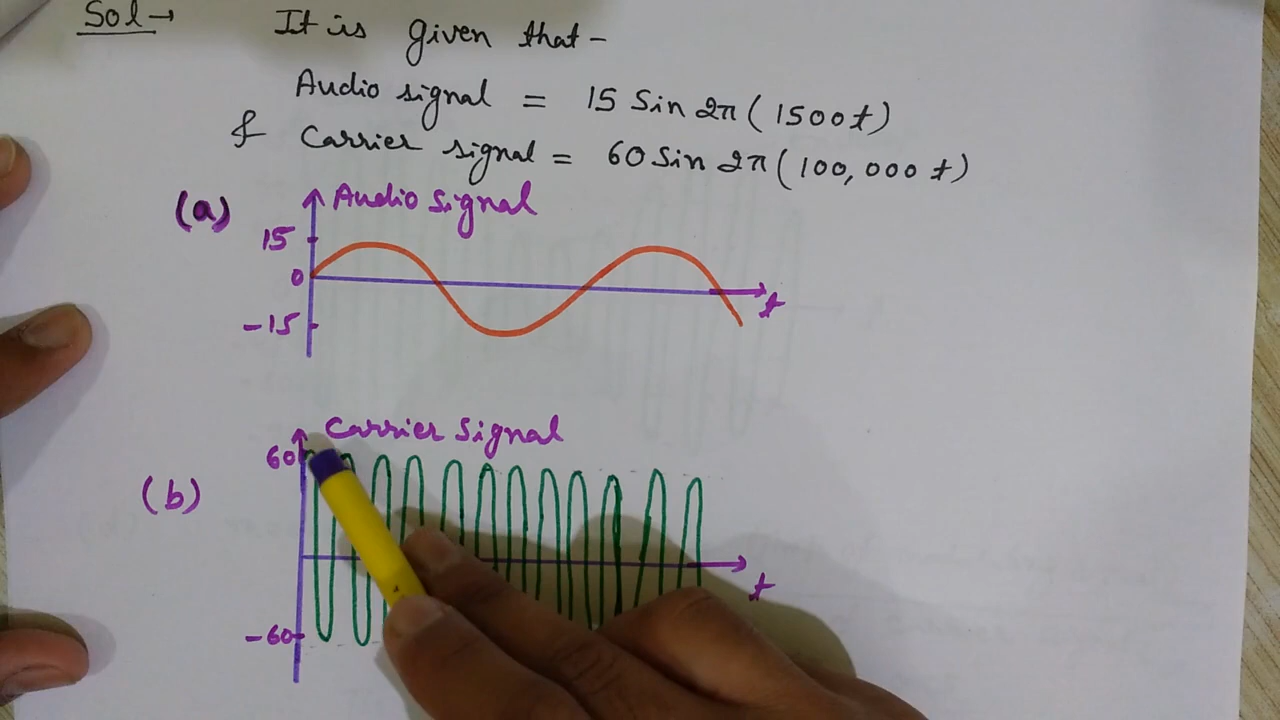 Sol→ It is given that -
Audio signal = 15 Sin 2π (1500t)
& Carrier signal = 60 Sin 2π (100,000 t)
(a) Audio Signal
15
0
-15
t
Carrier Signal
60
(b)
t
-60